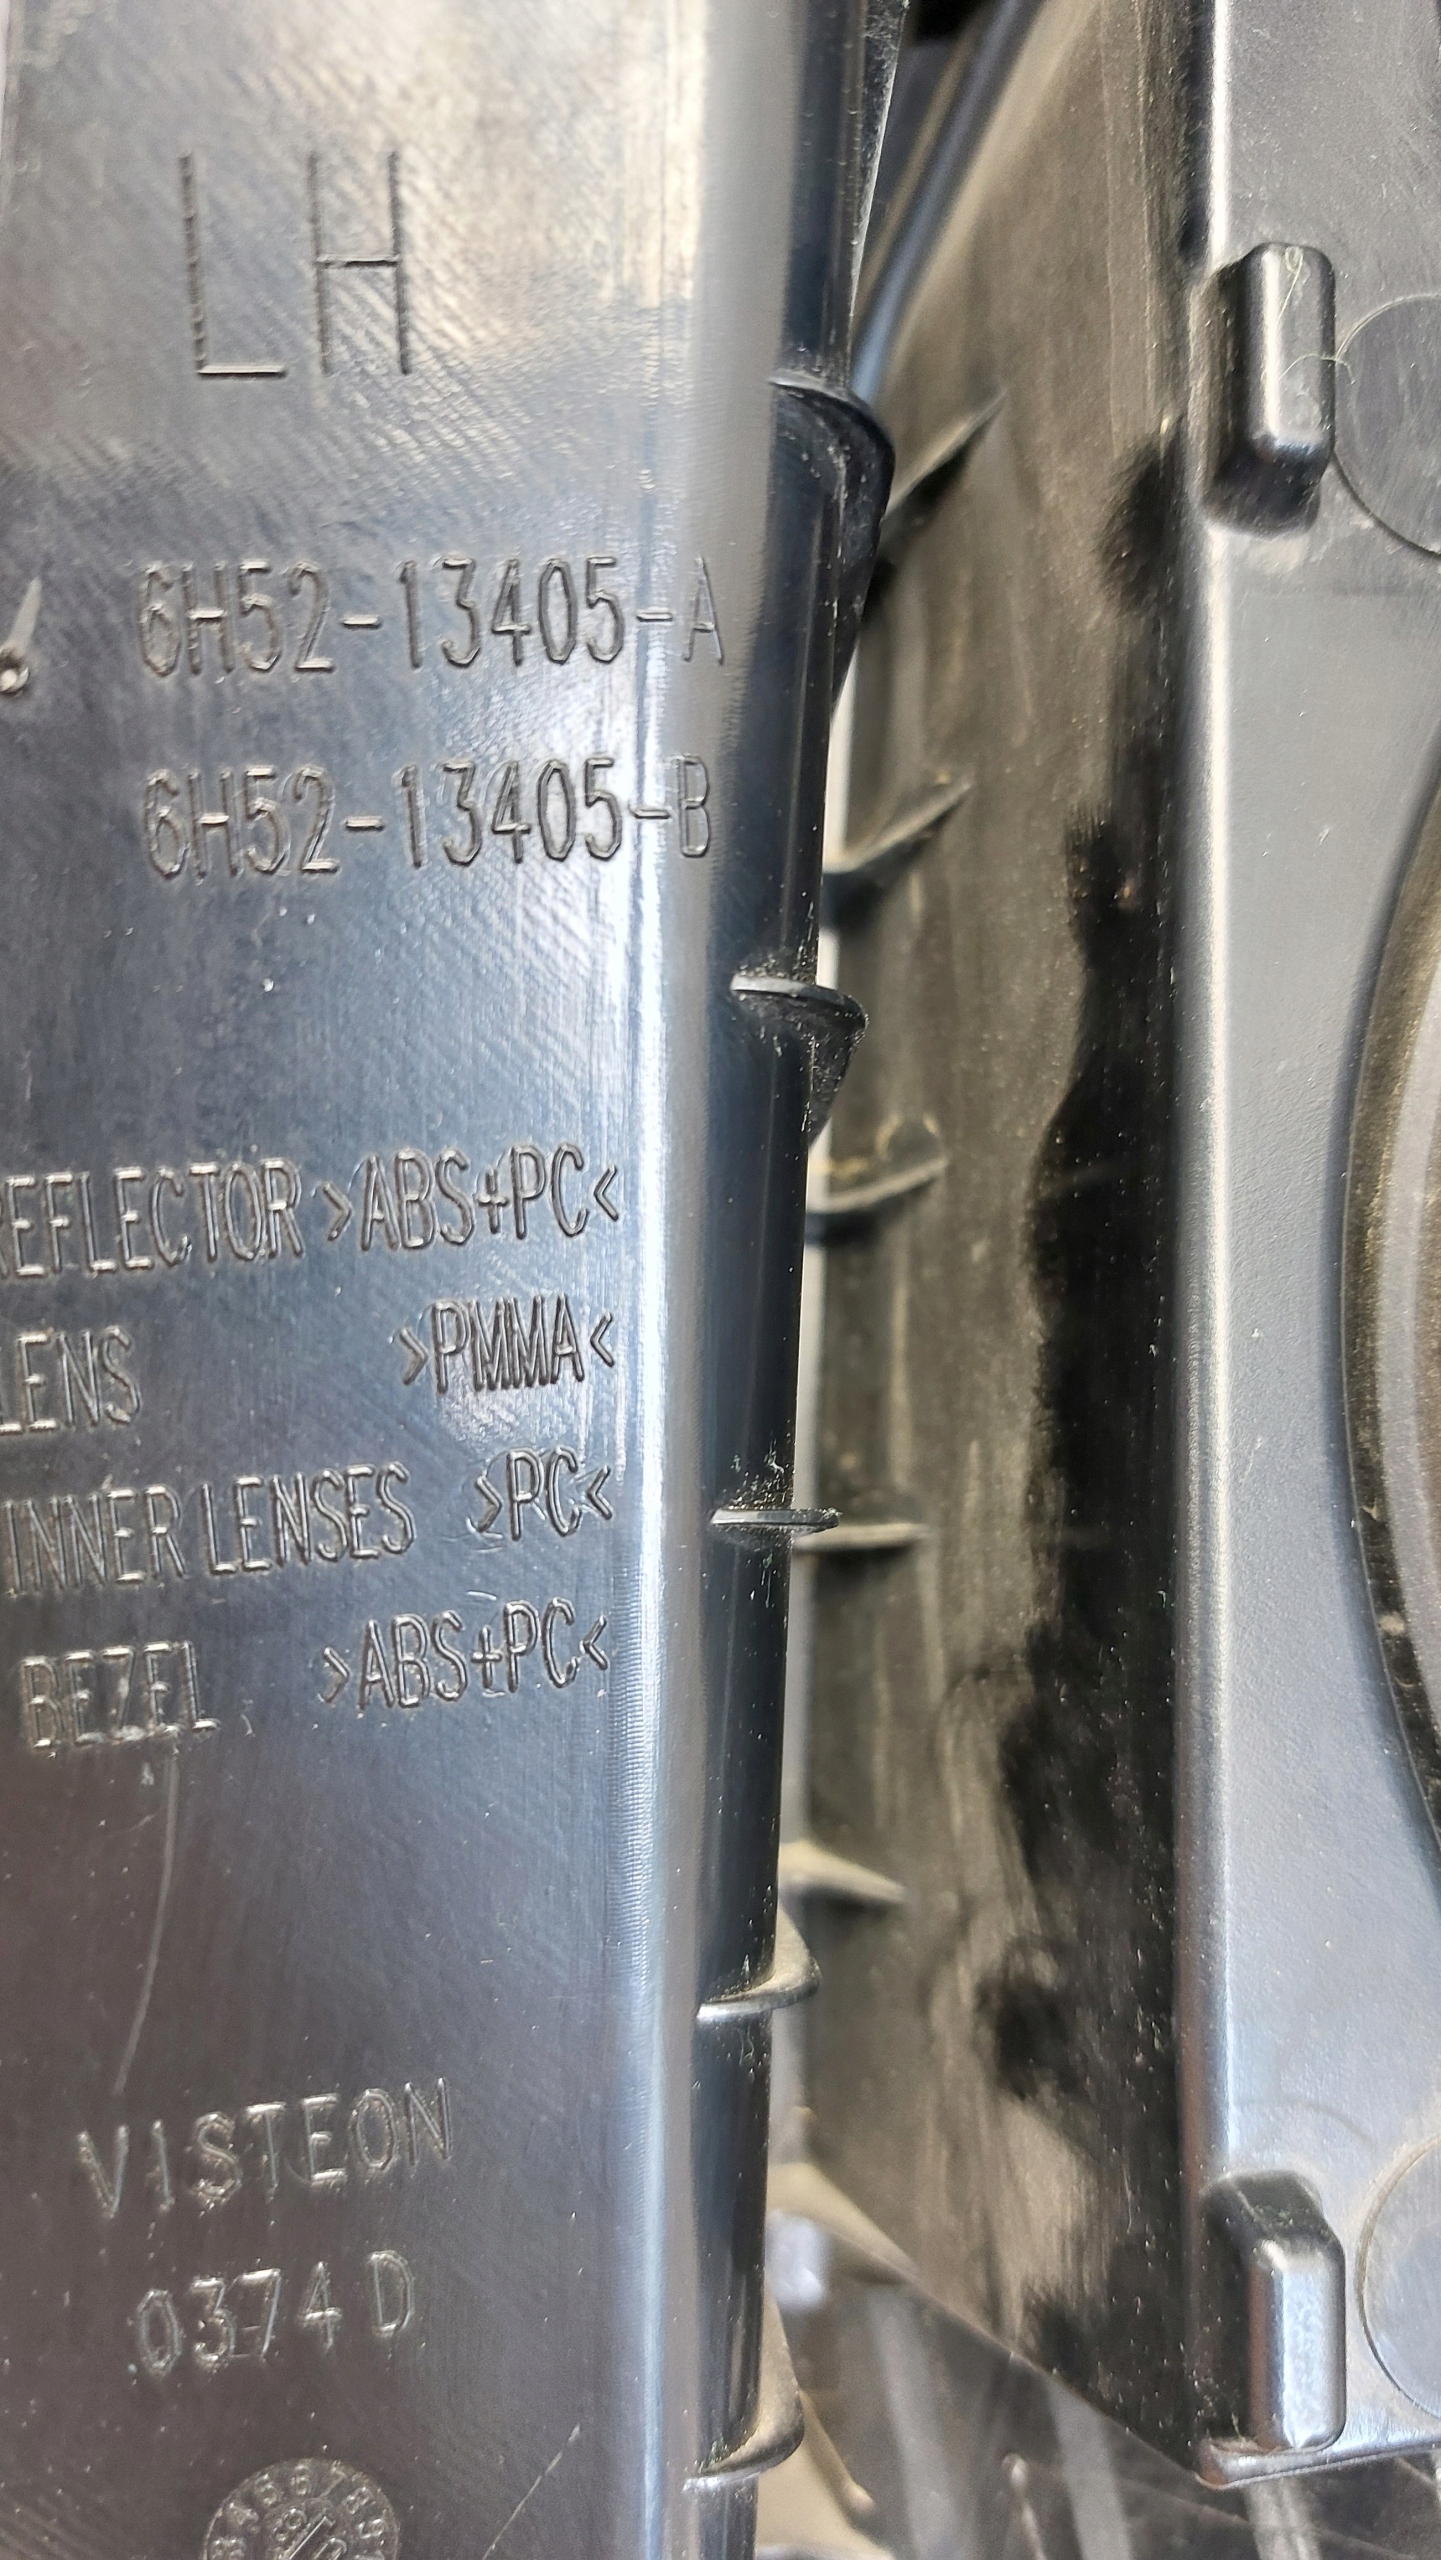 LH
6H52-13405-A
6H52-13405-B
REFLECTOR >ABS+PC<
LENS >PMMA<
INNER LENSES >PC<
BEZEL >ABS+PC<
VISTEON
0374 D